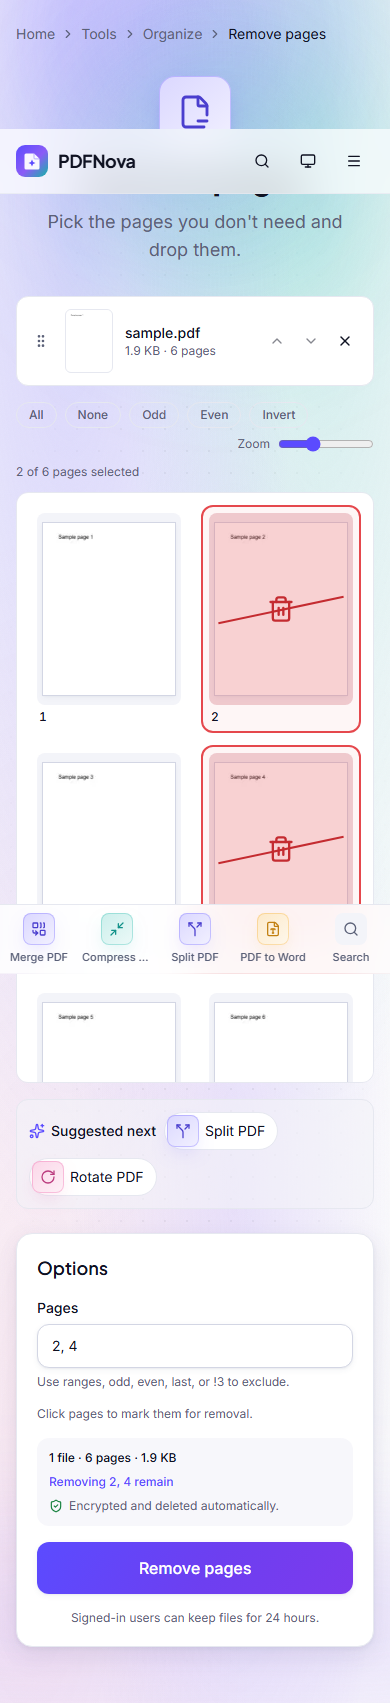 Home > Tools > Organize > Remove pages
PDFNova
Pick the pages you don't need and
drop them.
sample.pdf
1.9 KB · 6 pages
All None Odd Even Invert
Zoom
2 of 6 pages selected
Sample page 1
Sample page 2
1
2
Sample page 3
Sample page 4
Merge PDF Compress ... Split PDF PDF to Word Search
Sample page 5
Sample page 6
Suggested next Split PDF
Rotate PDF
Options
Pages
2, 4
Use ranges, odd, even, last, or !3 to exclude.
Click pages to mark them for removal.
1 file · 6 pages · 1.9 KB
Removing 2, 4 remain
Encrypted and deleted automatically.
Remove pages
Signed-in users can keep files for 24 hours.